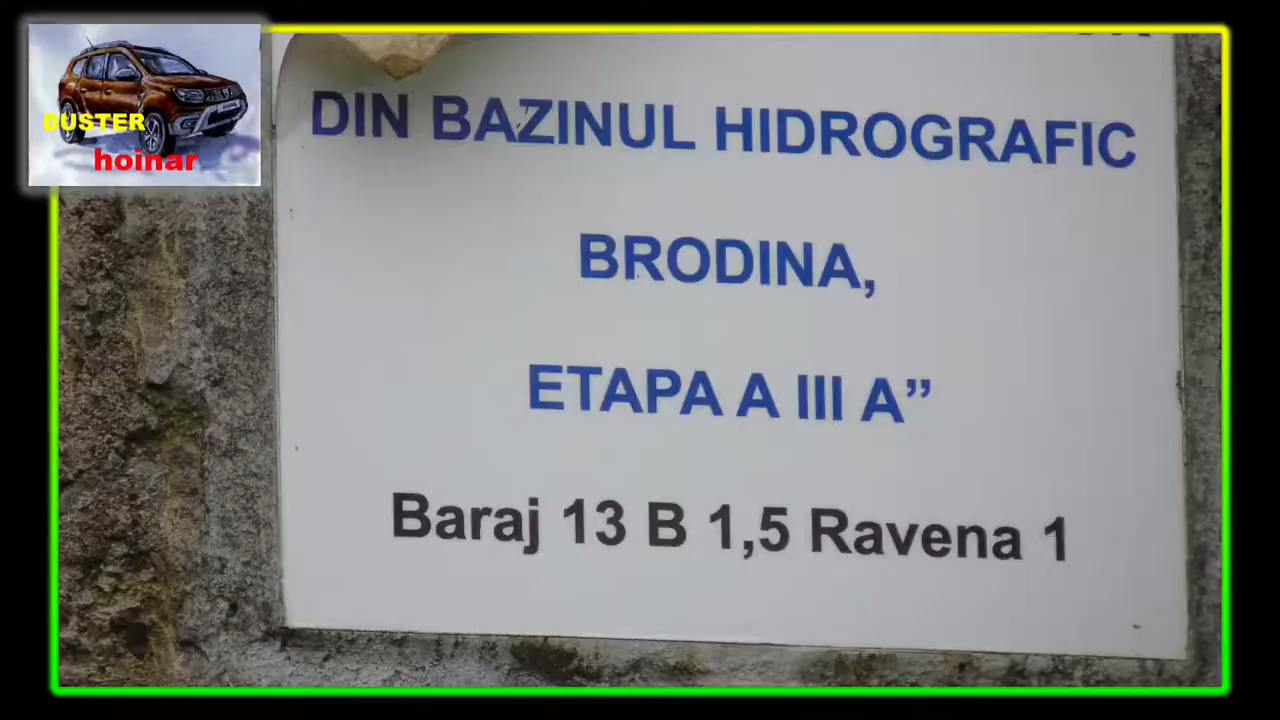 DUSTER
hoinar
DIN BAZINUL HIDROGRAFIC
BRODINA,
ETAPA A III A”
Baraj 13 B 1,5 Ravena 1